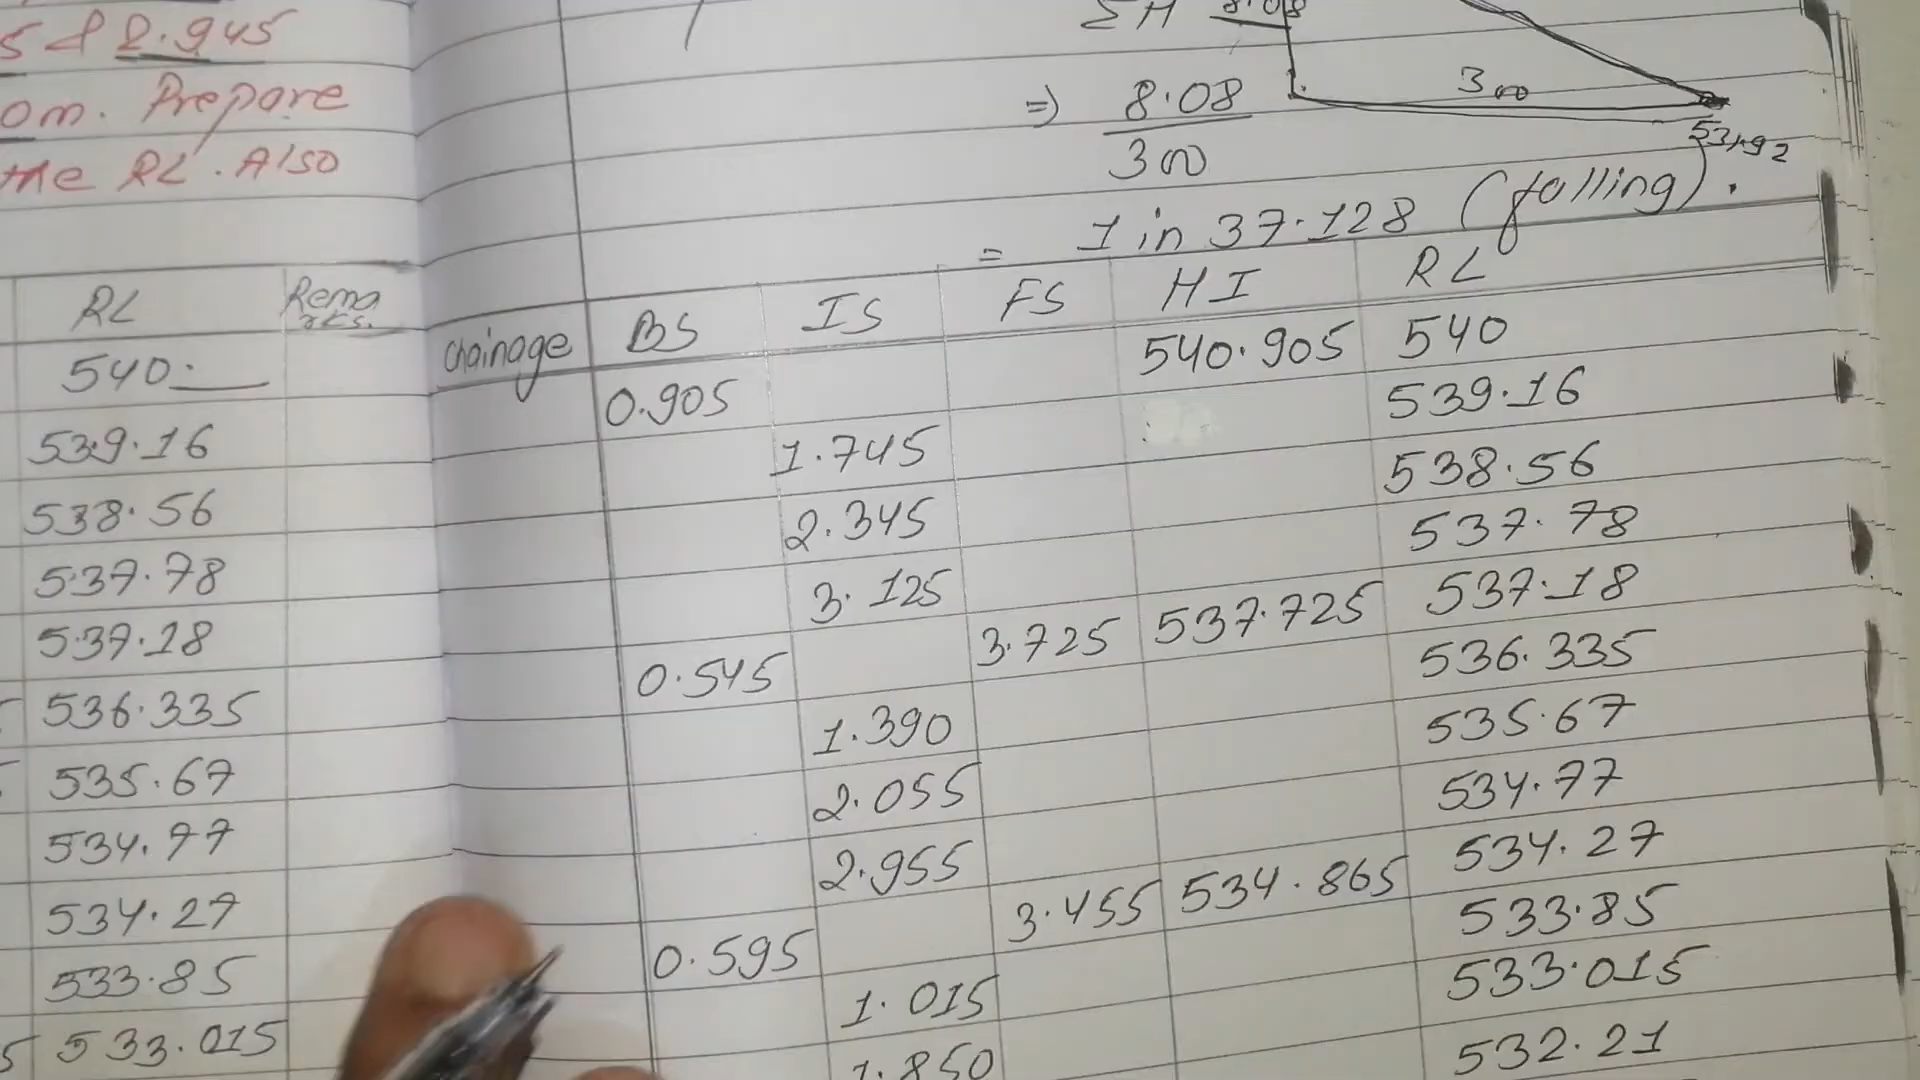 5 & 2.945
om. Prepare
the RL. Also
RL Remarks.
540.
539.16
538.56
537.78
537.18
536.335
535.67
534.77
534.27
533.85
5 533.015
ΣH 8.08
300
531.92
=) 8.08
300
= 1 in 37.128 (falling).
Chainage BS IS FS HI RL
0.905 540.905 540
1.745 539.16
2.345 538.56
3.125 537.78
0.545 3.725 537.725 537.18
1.390 536.335
2.055 535.67
2.955 534.77
0.595 3.455 534.865 534.27
1.015 533.85
1.850 533.015
532.21